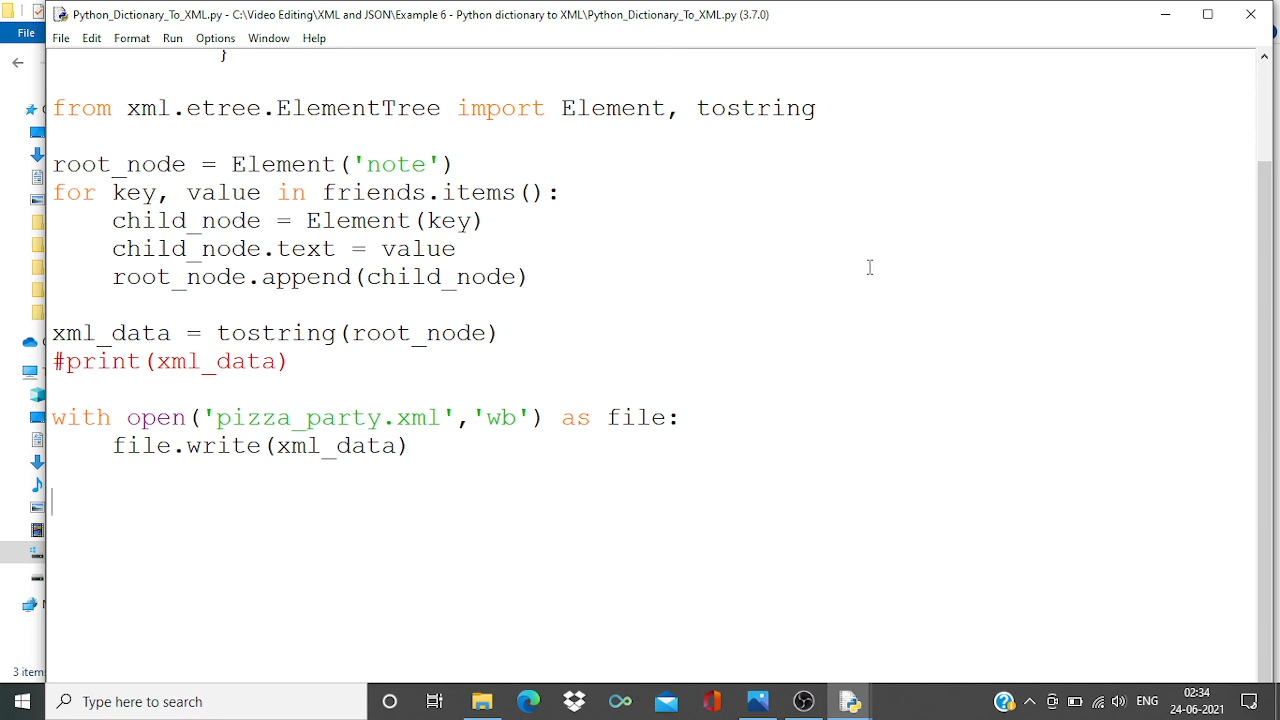 Python_Dictionary_To_XML.py - C:\Video Editing\XML and JSON\Example 6 - Python dictionary to XML\Python_Dictionary_To_XML.py (3.7.0)
File
File Edit Format Run Options Window Help
}
from xml.etree.ElementTree import Element, tostring
root_node = Element('note')
for key, value in friends.items():
    child_node = Element(key)
    child_node.text = value
    root_node.append(child_node)
xml_data = tostring(root_node)
#print(xml_data)
with open('pizza_party.xml','wb') as file:
    file.write(xml_data)
3 item
Type here to search
ENG
02:34
24-06-2021